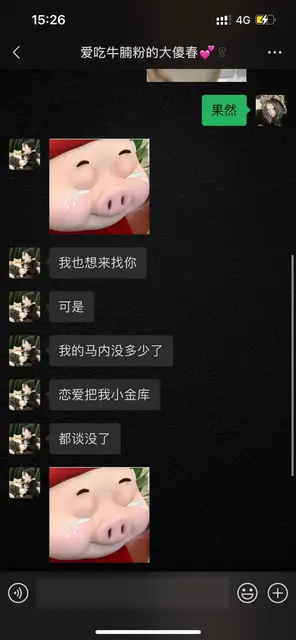 15:26
4G
爱吃牛腩粉的大傻春💕
果然
我也想来找你
可是
我的马内没多少了
恋爱把我小金库
都谈没了